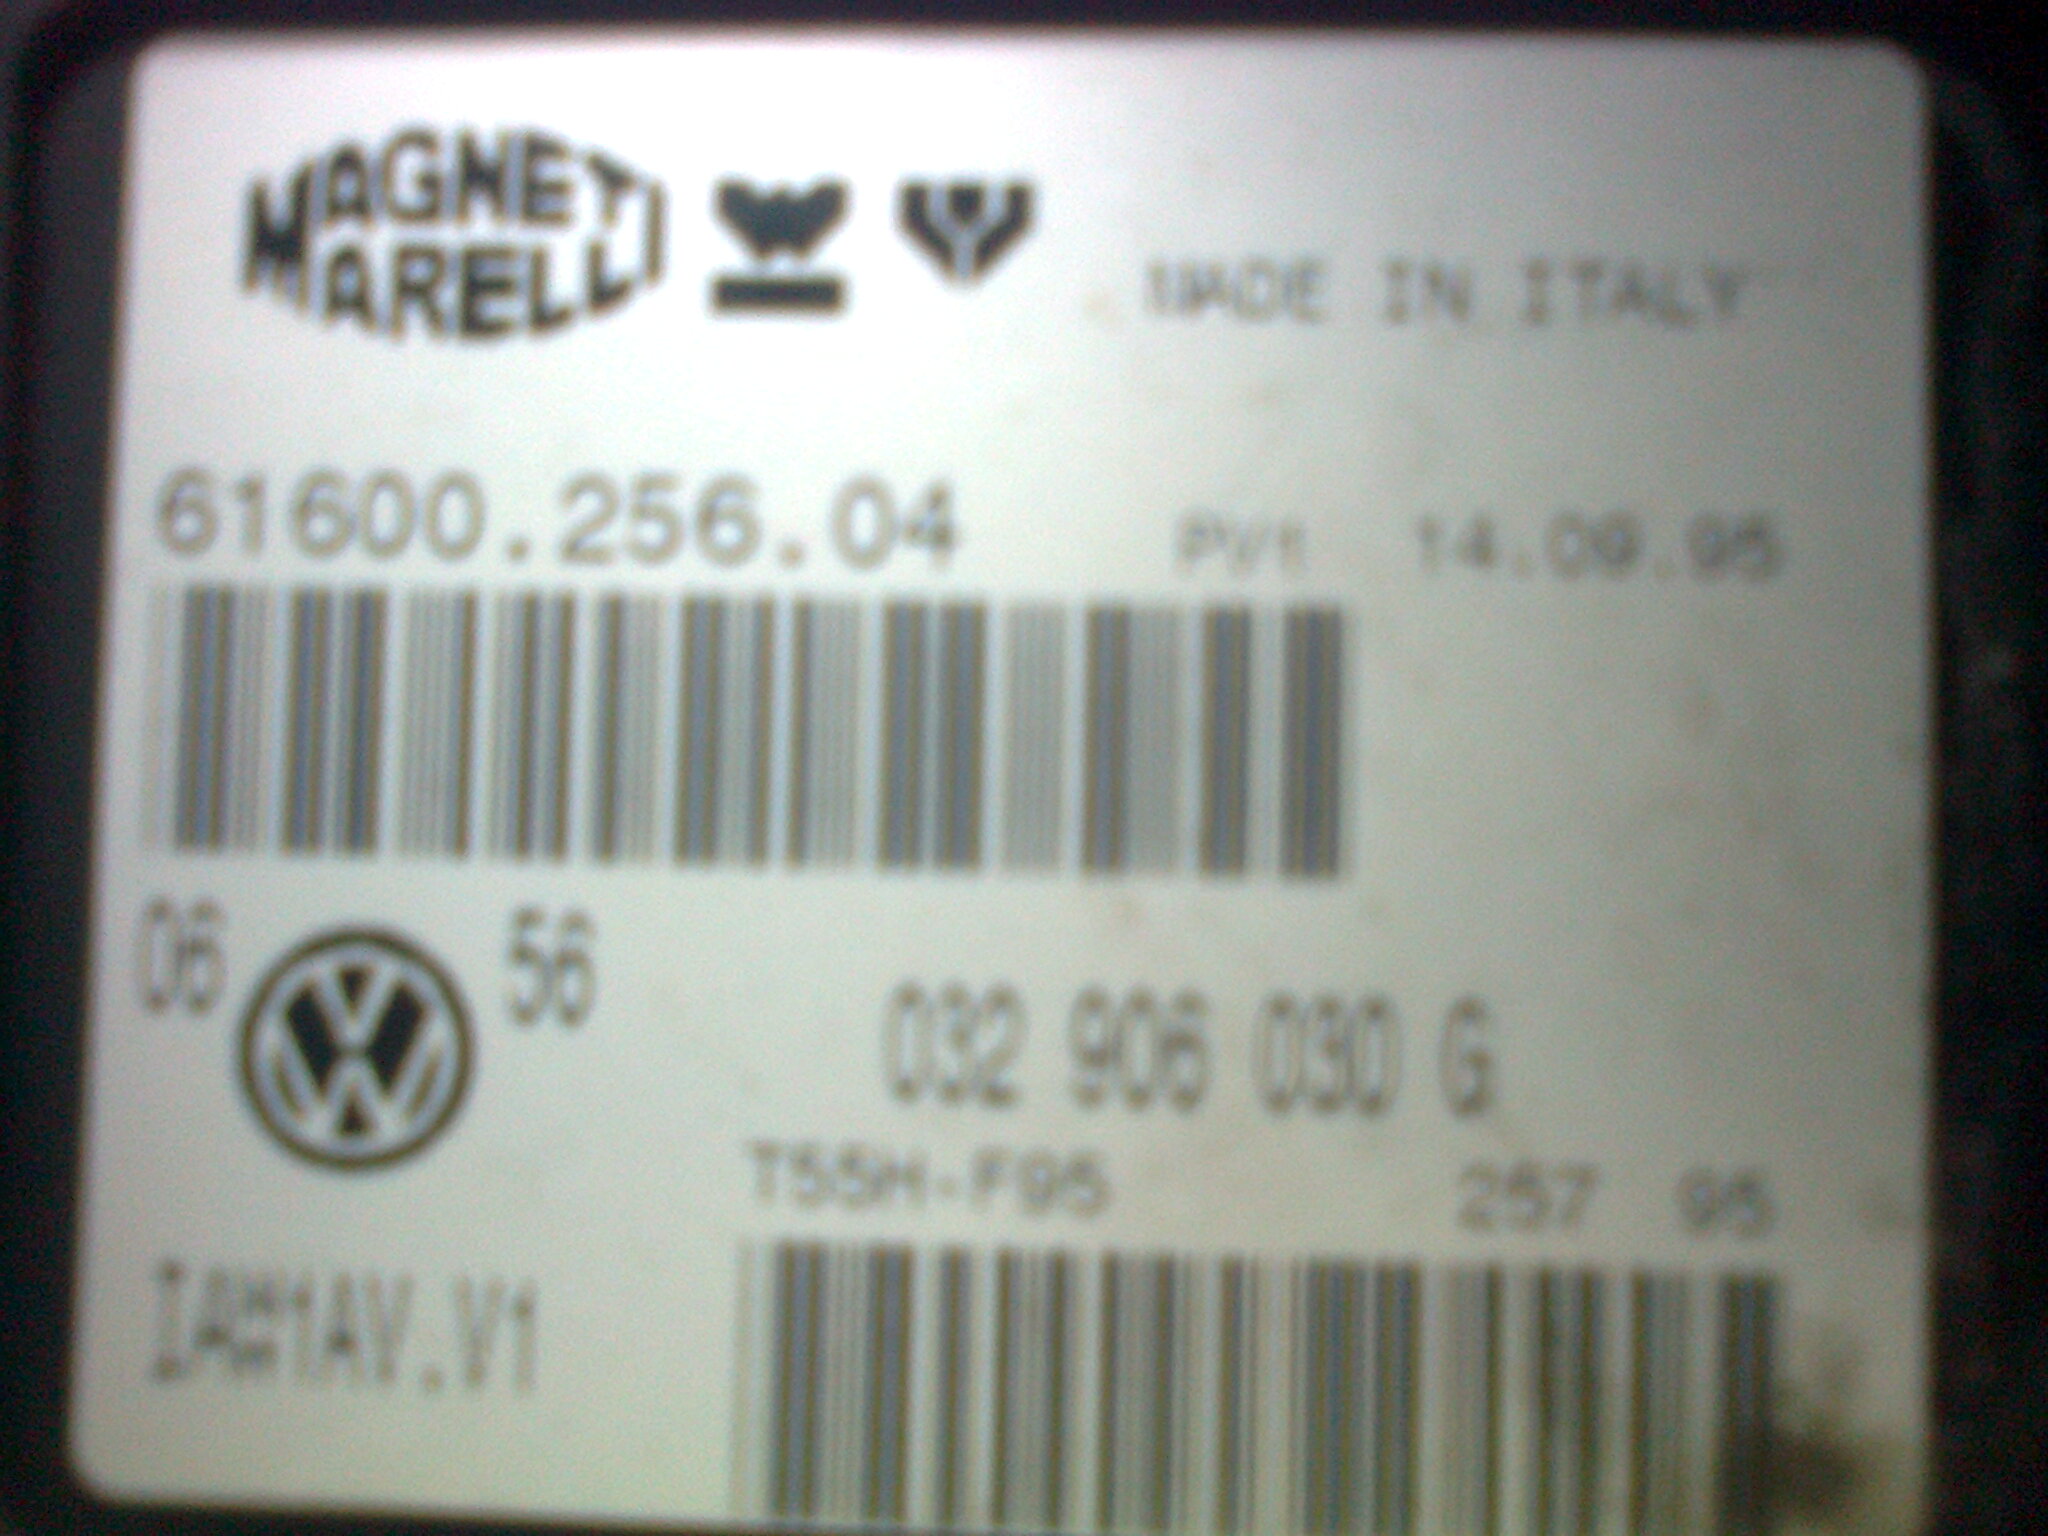 MAGNETI
MARELLI
MADE IN ITALY
61600.256.04
14.09.95
06
56
032 906 030 G
T55H-F95
257 95
IAW1AV.V1